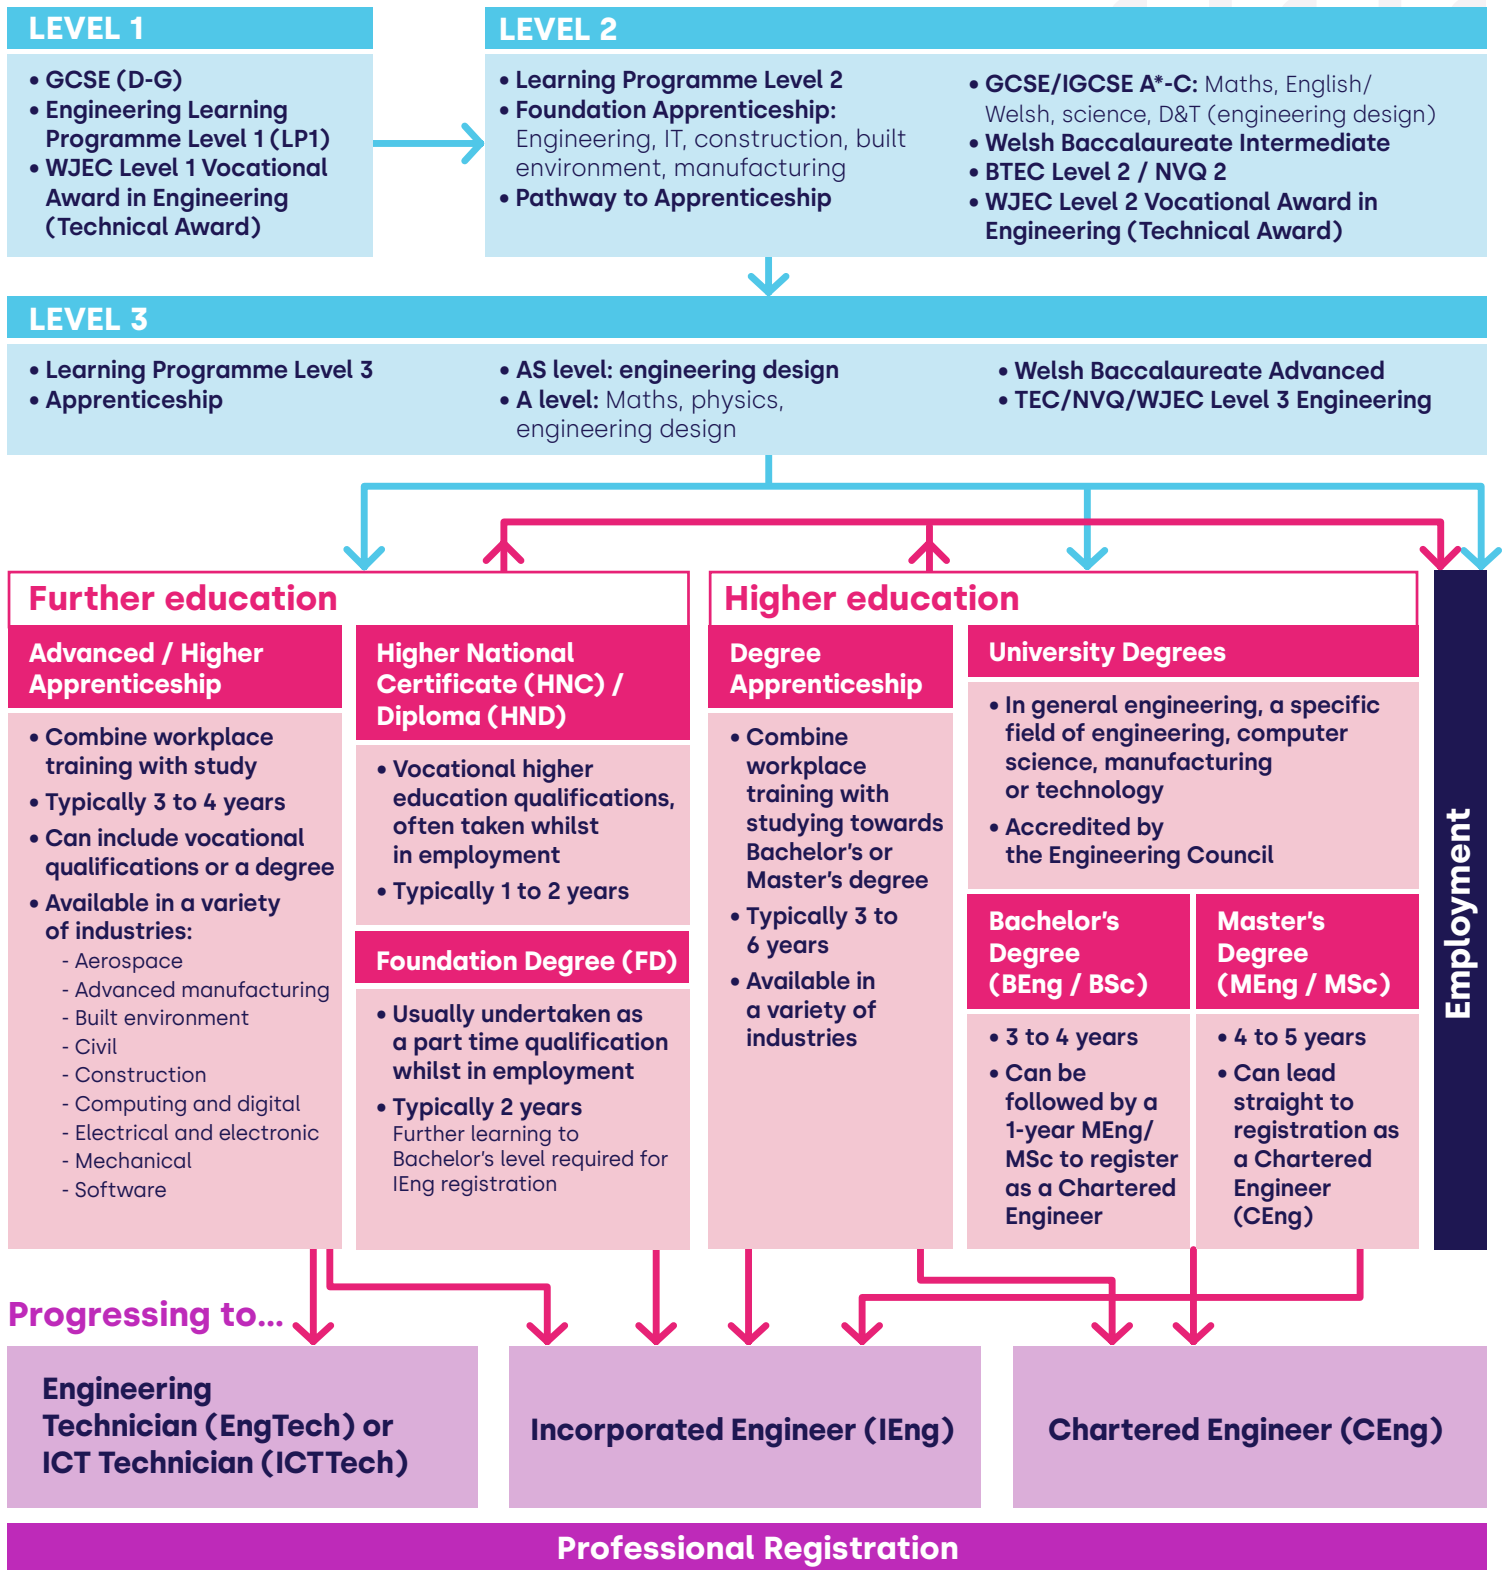 LEVEL 1
• GCSE (D-G)
• Engineering Learning
Programme Level 1 (LP1)
• WJEC Level 1 Vocational
Award in Engineering
(Technical Award)
LEVEL 2
• Learning Programme Level 2
• Foundation Apprenticeship:
Engineering, IT, construction, built
environment, manufacturing
• Pathway to Apprenticeship
• GCSE/IGCSE A*-C: Maths, English/
Welsh, science, D&T (engineering design)
• Welsh Baccalaureate Intermediate
• BTEC Level 2 / NVQ 2
• WJEC Level 2 Vocational Award in
Engineering (Technical Award)
LEVEL 3
• Learning Programme Level 3
• Apprenticeship
• AS level: engineering design
• A level: Maths, physics,
engineering design
• Welsh Baccalaureate Advanced
• TEC/NVQ/WJEC Level 3 Engineering
Further education
Advanced / Higher
Apprenticeship
• Combine workplace
training with study
• Typically 3 to 4 years
• Can include vocational
qualifications or a degree
• Available in a variety
of industries:
- Aerospace
- Advanced manufacturing
- Built environment
- Civil
- Construction
- Computing and digital
- Electrical and electronic
- Mechanical
- Software
Higher National
Certificate (HNC) /
Diploma (HND)
• Vocational higher
education qualifications,
often taken whilst
in employment
• Typically 1 to 2 years
Foundation Degree (FD)
• Usually undertaken as
a part time qualification
whilst in employment
• Typically 2 years
Further learning to
Bachelor's level required for
IEng registration
Higher education
Degree
Apprenticeship
• Combine
workplace
training with
studying towards
Bachelor's or
Master's degree
• Typically 3 to
6 years
• Available in
a variety of
industries
University Degrees
• In general engineering, a specific
field of engineering, computer
science, manufacturing
or technology
• Accredited by
the Engineering Council
Bachelor's
Degree
(BEng / BSc)
• 3 to 4 years
• Can be
followed by a
1-year MEng/
MSc to register
as a Chartered
Engineer
Master's
Degree
(MEng / MSc)
• 4 to 5 years
• Can lead
straight to
registration as
a Chartered
Engineer
(CEng)
Employment
Progressing to...
Engineering
Technician (EngTech) or
ICT Technician (ICTTech)
Incorporated Engineer (IEng)
Chartered Engineer (CEng)
Professional Registration